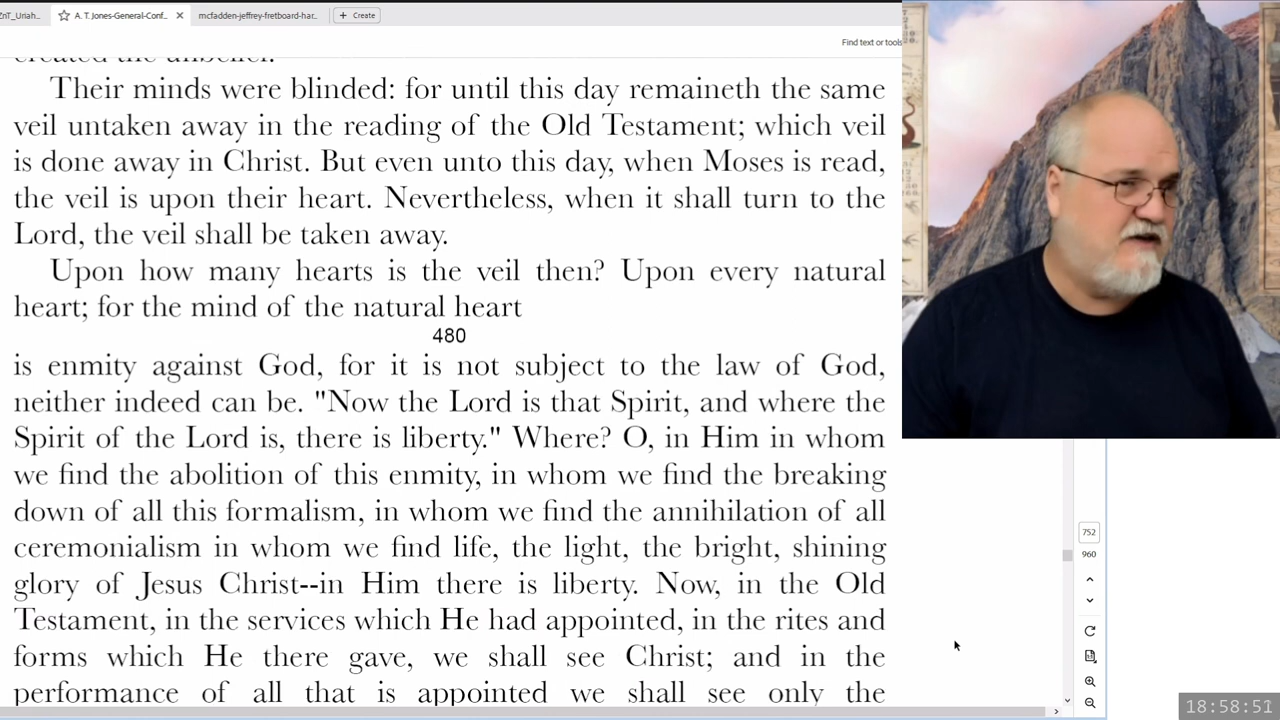 ZnT_Uriah..
A. T. Jones-General-Conf..
mcfadden-jeffrey-fretboard-har..
+ Create
Find text or tools
created the unbelief.
Their minds were blinded: for until this day remaineth the same
veil untaken away in the reading of the Old Testament; which veil
is done away in Christ. But even unto this day, when Moses is read,
the veil is upon their heart. Nevertheless, when it shall turn to the
Lord, the veil shall be taken away.
Upon how many hearts is the veil then? Upon every natural
heart; for the mind of the natural heart
480
is enmity against God, for it is not subject to the law of God,
neither indeed can be. "Now the Lord is that Spirit, and where the
Spirit of the Lord is, there is liberty." Where? O, in Him in whom
we find the abolition of this enmity, in whom we find the breaking
down of all this formalism, in whom we find the annihilation of all
ceremonialism in whom we find life, the light, the bright, shining
glory of Jesus Christ--in Him there is liberty. Now, in the Old
Testament, in the services which He had appointed, in the rites and
forms which He there gave, we shall see Christ; and in the
performance of all that is appointed we shall see only the
752
960
18:58:51